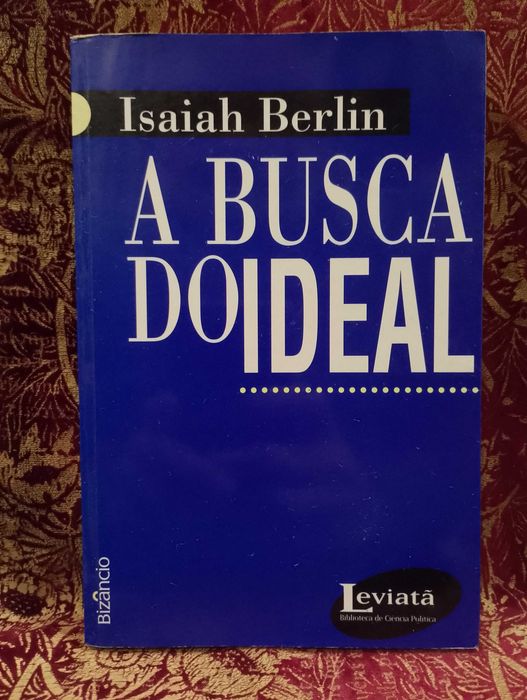 Isaiah Berlin
A BUSCA
DO IDEAL
Bizâncio
Leviatã
Biblioteca de Ciência Política